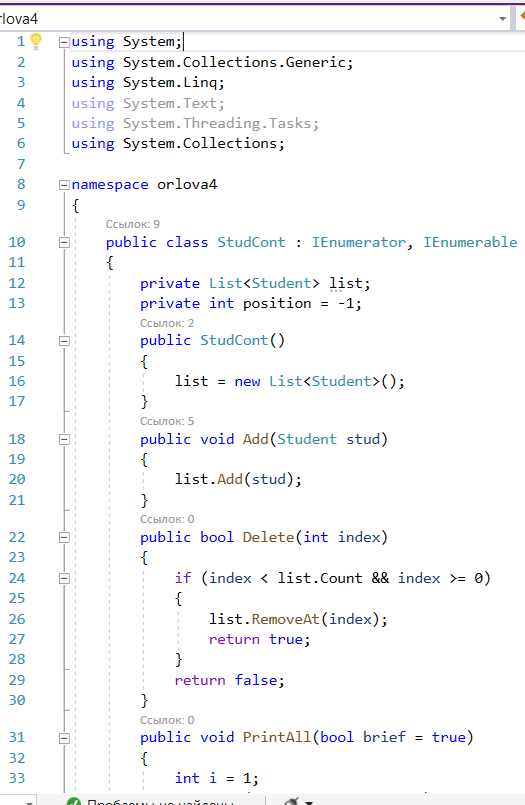 rlova4
1 using System;
2 using System.Collections.Generic;
3 using System.Linq;
4 using System.Text;
5 using System.Threading.Tasks;
6 using System.Collections;
7
8 namespace orlova4
9 {
Ссылок: 9
10 public class StudCont : IEnumerator, IEnumerable
11 {
12 private List<Student> list;
13 private int position = -1;
Ссылок: 2
14 public StudCont()
15 {
16 list = new List<Student>();
17 }
Ссылок: 5
18 public void Add(Student stud)
19 {
20 list.Add(stud);
21 }
Ссылок: 0
22 public bool Delete(int index)
23 {
24 if (index < list.Count && index >= 0)
25 {
26 list.RemoveAt(index);
27 return true;
28 }
29 return false;
30 }
Ссылок: 0
31 public void PrintAll(bool brief = true)
32 {
33 int i = 1;
Проблемы не найдены